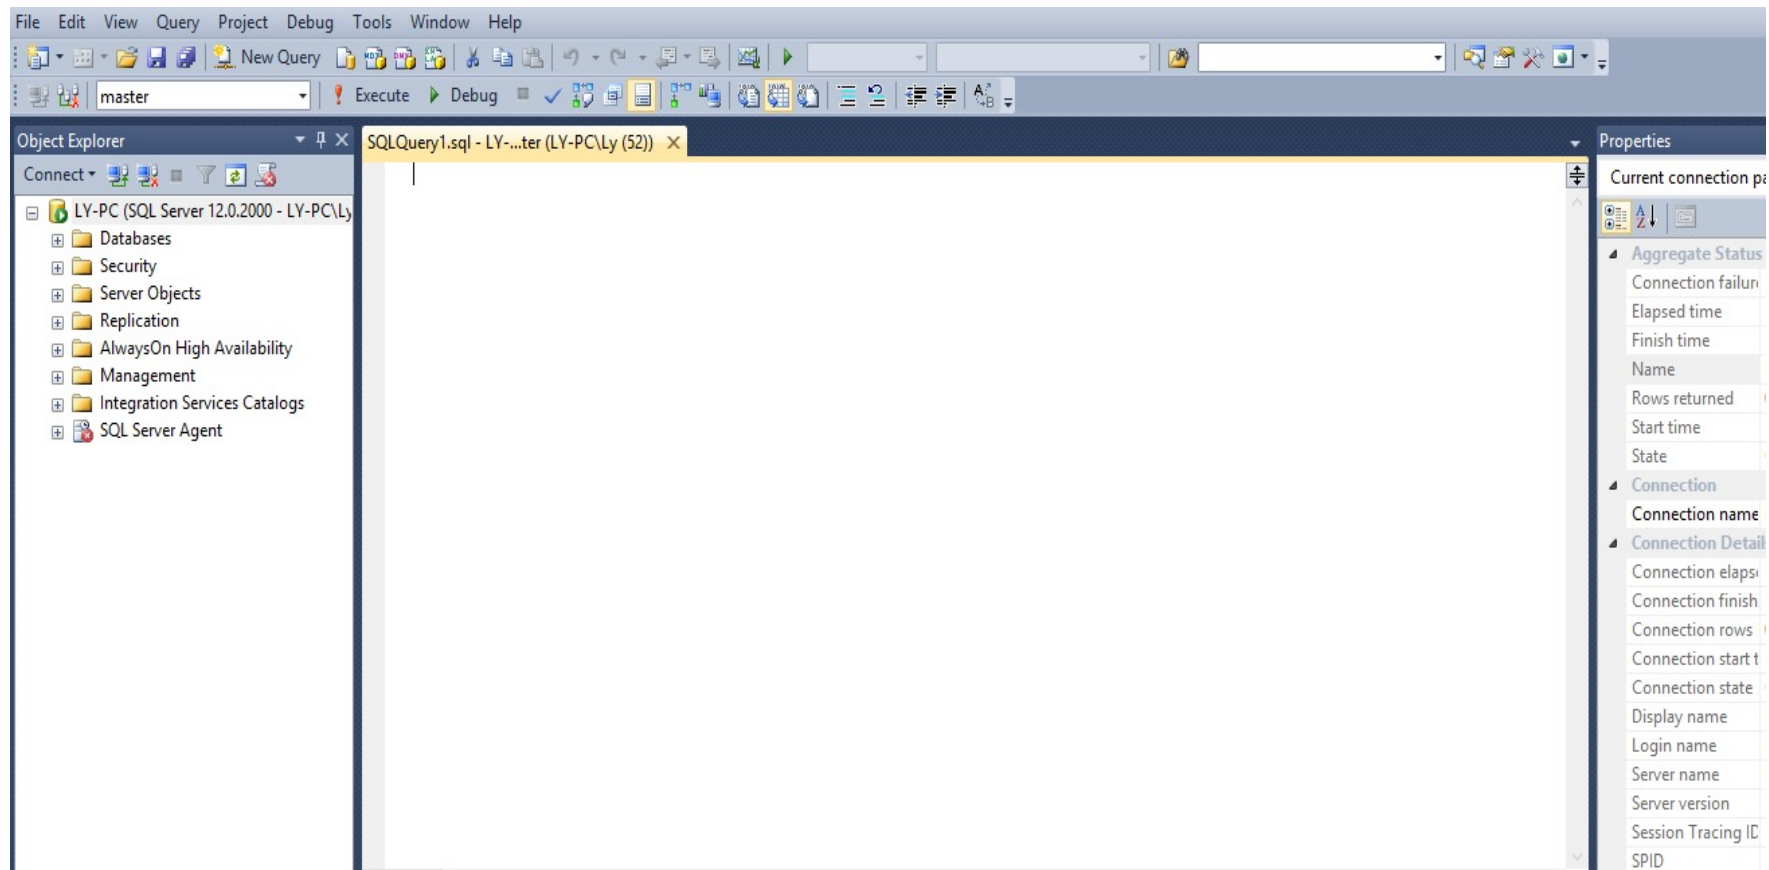 File Edit View Query Project Debug Tools Window Help
New Query
master Execute Debug
Object Explorer
Connect
LY-PC (SQL Server 12.0.2000 - LY-PC\Ly
Databases
Security
Server Objects
Replication
AlwaysOn High Availability
Management
Integration Services Catalogs
SQL Server Agent
SQLQuery1.sql - LY-...ter (LY-PC\Ly (52))
Properties
Current connection pa
Aggregate Status
Connection failur
Elapsed time
Finish time
Name
Rows returned
Start time
State
Connection
Connection name
Connection Detail
Connection elaps
Connection finish
Connection rows
Connection start t
Connection state
Display name
Login name
Server name
Server version
Session Tracing ID
SPID